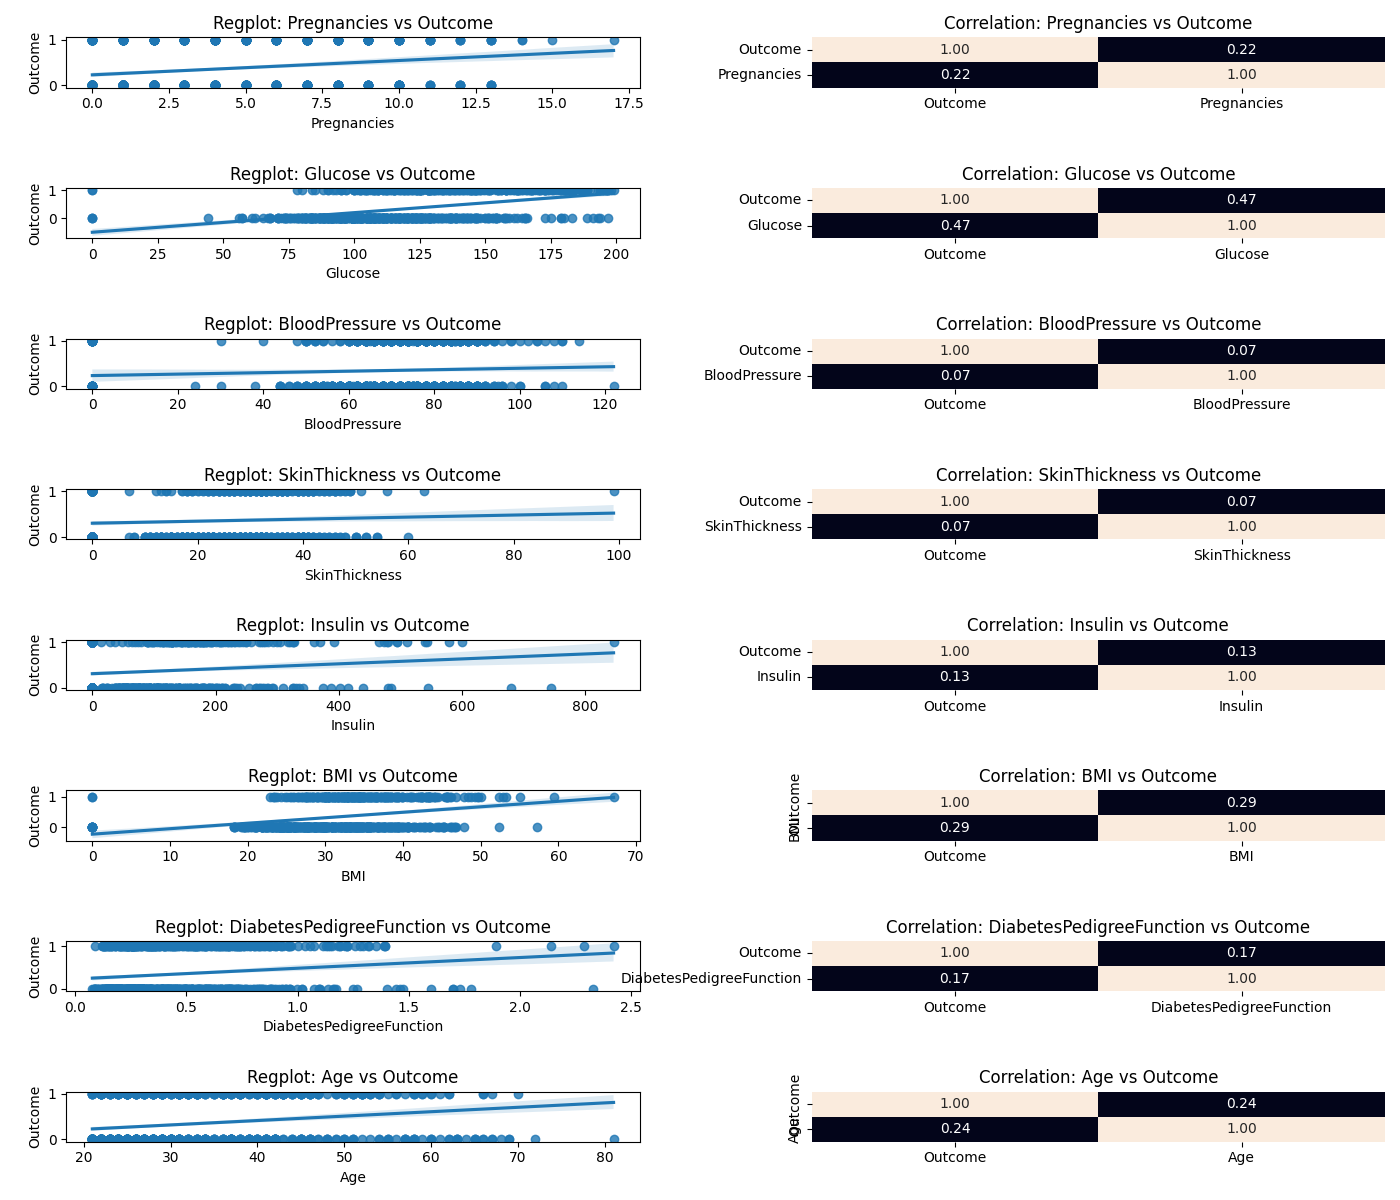 Regplot: Pregnancies vs Outcome
Outcome
1
0
0.0 2.5 5.0 7.5 10.0 12.5 15.0 17.5
Pregnancies
Correlation: Pregnancies vs Outcome
Outcome 1.00 0.22
Pregnancies 0.22 1.00
Outcome Pregnancies
Regplot: Glucose vs Outcome
Outcome
1
0
0 25 50 75 100 125 150 175 200
Glucose
Correlation: Glucose vs Outcome
Outcome 1.00 0.47
Glucose 0.47 1.00
Outcome Glucose
Regplot: BloodPressure vs Outcome
Outcome
1
0
0 20 40 60 80 100 120
BloodPressure
Correlation: BloodPressure vs Outcome
Outcome 1.00 0.07
BloodPressure 0.07 1.00
Outcome BloodPressure
Regplot: SkinThickness vs Outcome
Outcome
1
0
0 20 40 60 80 100
SkinThickness
Correlation: SkinThickness vs Outcome
Outcome 1.00 0.07
SkinThickness 0.07 1.00
Outcome SkinThickness
Regplot: Insulin vs Outcome
Outcome
1
0
0 200 400 600 800
Insulin
Correlation: Insulin vs Outcome
Outcome 1.00 0.13
Insulin 0.13 1.00
Outcome Insulin
Regplot: BMI vs Outcome
Outcome
1
0
0 10 20 30 40 50 60 70
BMI
Correlation: BMI vs Outcome
Outcome 1.00 0.29
BMI 0.29 1.00
Outcome BMI
Regplot: DiabetesPedigreeFunction vs Outcome
Outcome
1
0
0.0 0.5 1.0 1.5 2.0 2.5
DiabetesPedigreeFunction
Correlation: DiabetesPedigreeFunction vs Outcome
Outcome 1.00 0.17
DiabetesPedigreeFunction 0.17 1.00
Outcome DiabetesPedigreeFunction
Regplot: Age vs Outcome
Outcome
1
0
20 30 40 50 60 70 80
Age
Correlation: Age vs Outcome
Outcome 1.00 0.24
Age 0.24 1.00
Outcome Age